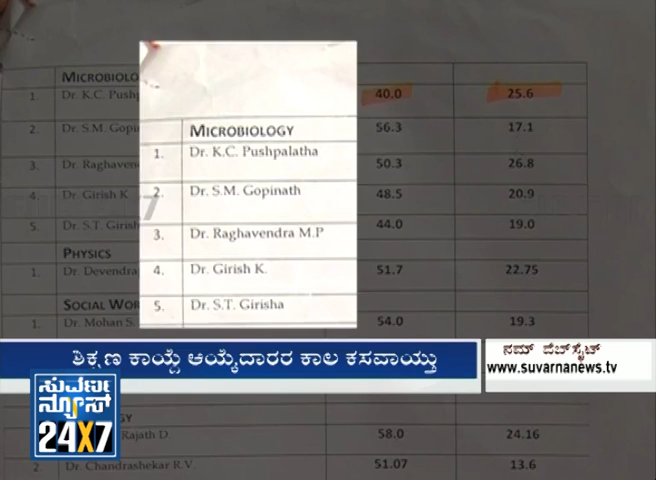 MICROBIOLOGY
1. Dr. K.C. Pushpalatha
2. Dr. S.M. Gopinath
3. Dr. Raghavendra M.P
4. Dr. Girish K.
5. Dr. S.T. Girisha
MICROBIOLO
1. Dr. K.C. Pushp 40.0 25.6
2. Dr. S.M. Gopi 56.3 17.1
3. Dr. Raghaven 50.3 26.8
4. Dr. Girish K 48.5 20.9
5. Dr. S.T. Girish 44.0 19.0
PHYSICS
1. Dr. Devendra 51.7 22.75
SOCIAL WOR
1. Dr. Mohan S. 54.0 19.3
ಶಿಕ್ಷಣ ಕಾಯ್ದೆ ಆಯ್ಕೆದಾರರ ಕಾಲ ಕಸವಾಯ್ತು
ನಮ್ ವೆಬ್‌ಸೈಟ್
www.suvarnanews.tv
ಸುವರ್ಣ
ನ್ಯೂಸ್
24X7
GY
Rajath D. 58.0 24.16
2 Dr. Chandrashekar R.V. 51.07 13.6